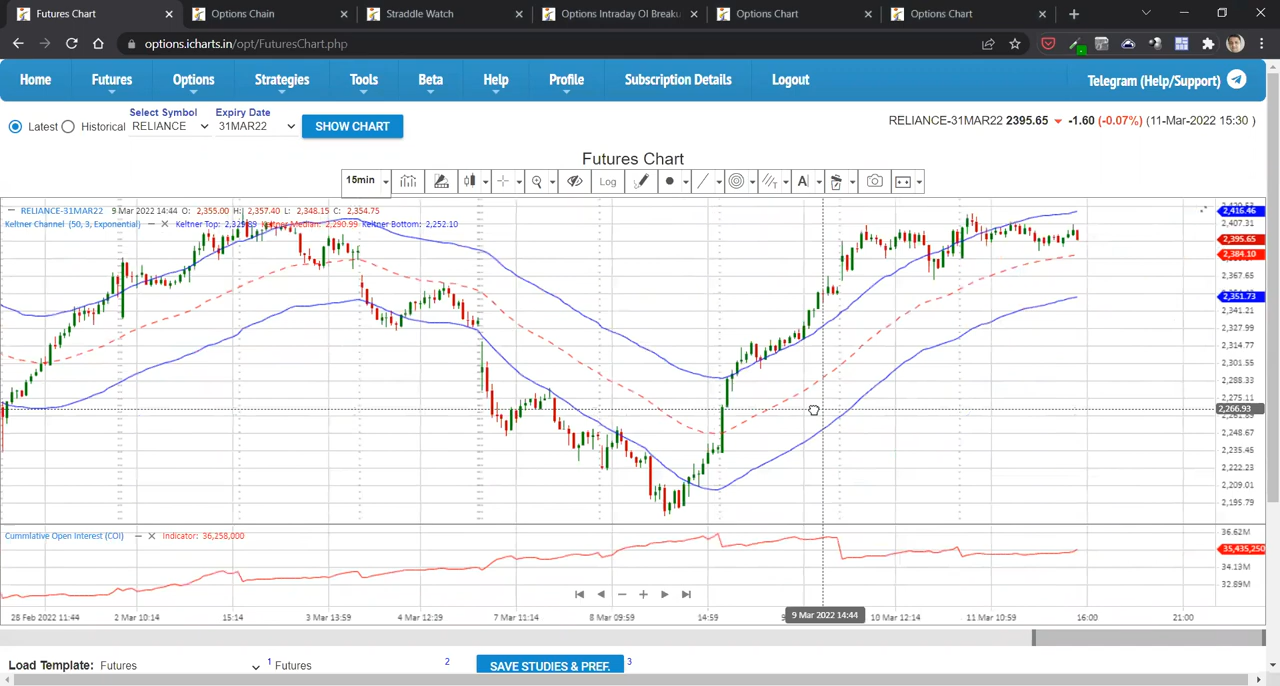 Futures Chart
Options Chain
Straddle Watch
Options Intraday OI Breaku
Options Chart
Options Chart
options.icharts.in/opt/FuturesChart.php
Home Futures Options Strategies Tools Beta Help Profile Subscription Details Logout Telegram (Help/Support)
Select Symbol Expiry Date
Latest Historical RELIANCE 31MAR22 SHOW CHART
RELIANCE-31MAR22 2395.65 -1.60 (-0.07%) (11-Mar-2022 15:30 )
Futures Chart
15min Log A
RELIANCE-31MAR22 9 Mar 2022 14:44 O: 2,355.00 H: 2,357.40 L: 2,348.15 C: 2,354.75
Keltner Channel (50, 3, Exponential) Keltner Top: Keltner Median: 2,290.99 Keltner Bottom: 2,252.10
2,416.46
2,407.31
2,395.65
2,384.10
2,367.65
2,351.73
2,341.21
2,327.99
2,314.77
2,301.55
2,288.33
2,275.11
2,266.93
2,248.67
2,235.45
2,222.23
2,209.01
2,195.79
Cummlative Open Interest (COI) Indicator: 36,258,000
36.62M
35,435,250
34.13M
32.89M
28 Feb 2022 11:44 2 Mar 10:14 15:14 3 Mar 13:59 4 Mar 12:29 7 Mar 11:14 8 Mar 09:59 14:59 9 Mar 2022 14:44 10 Mar 12:14 11 Mar 10:59 16:00 21:00
Load Template: Futures 1 Futures 2 SAVE STUDIES & PREF. 3